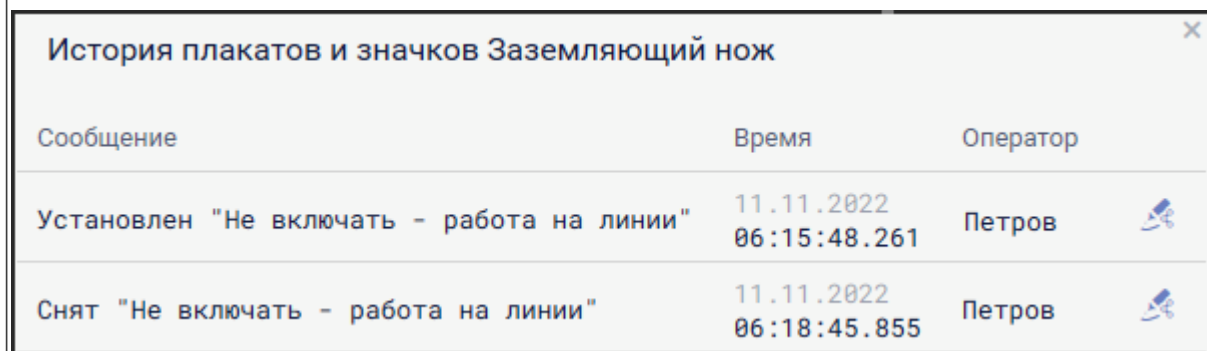 История плакатов и значков Заземляющий нож
×
Сообщение Время Оператор
Установлен "Не включать - работа на линии" 11.11.2022 06:15:48.261 Петров
Снят "Не включать - работа на линии" 11.11.2022 06:18:45.855 Петров